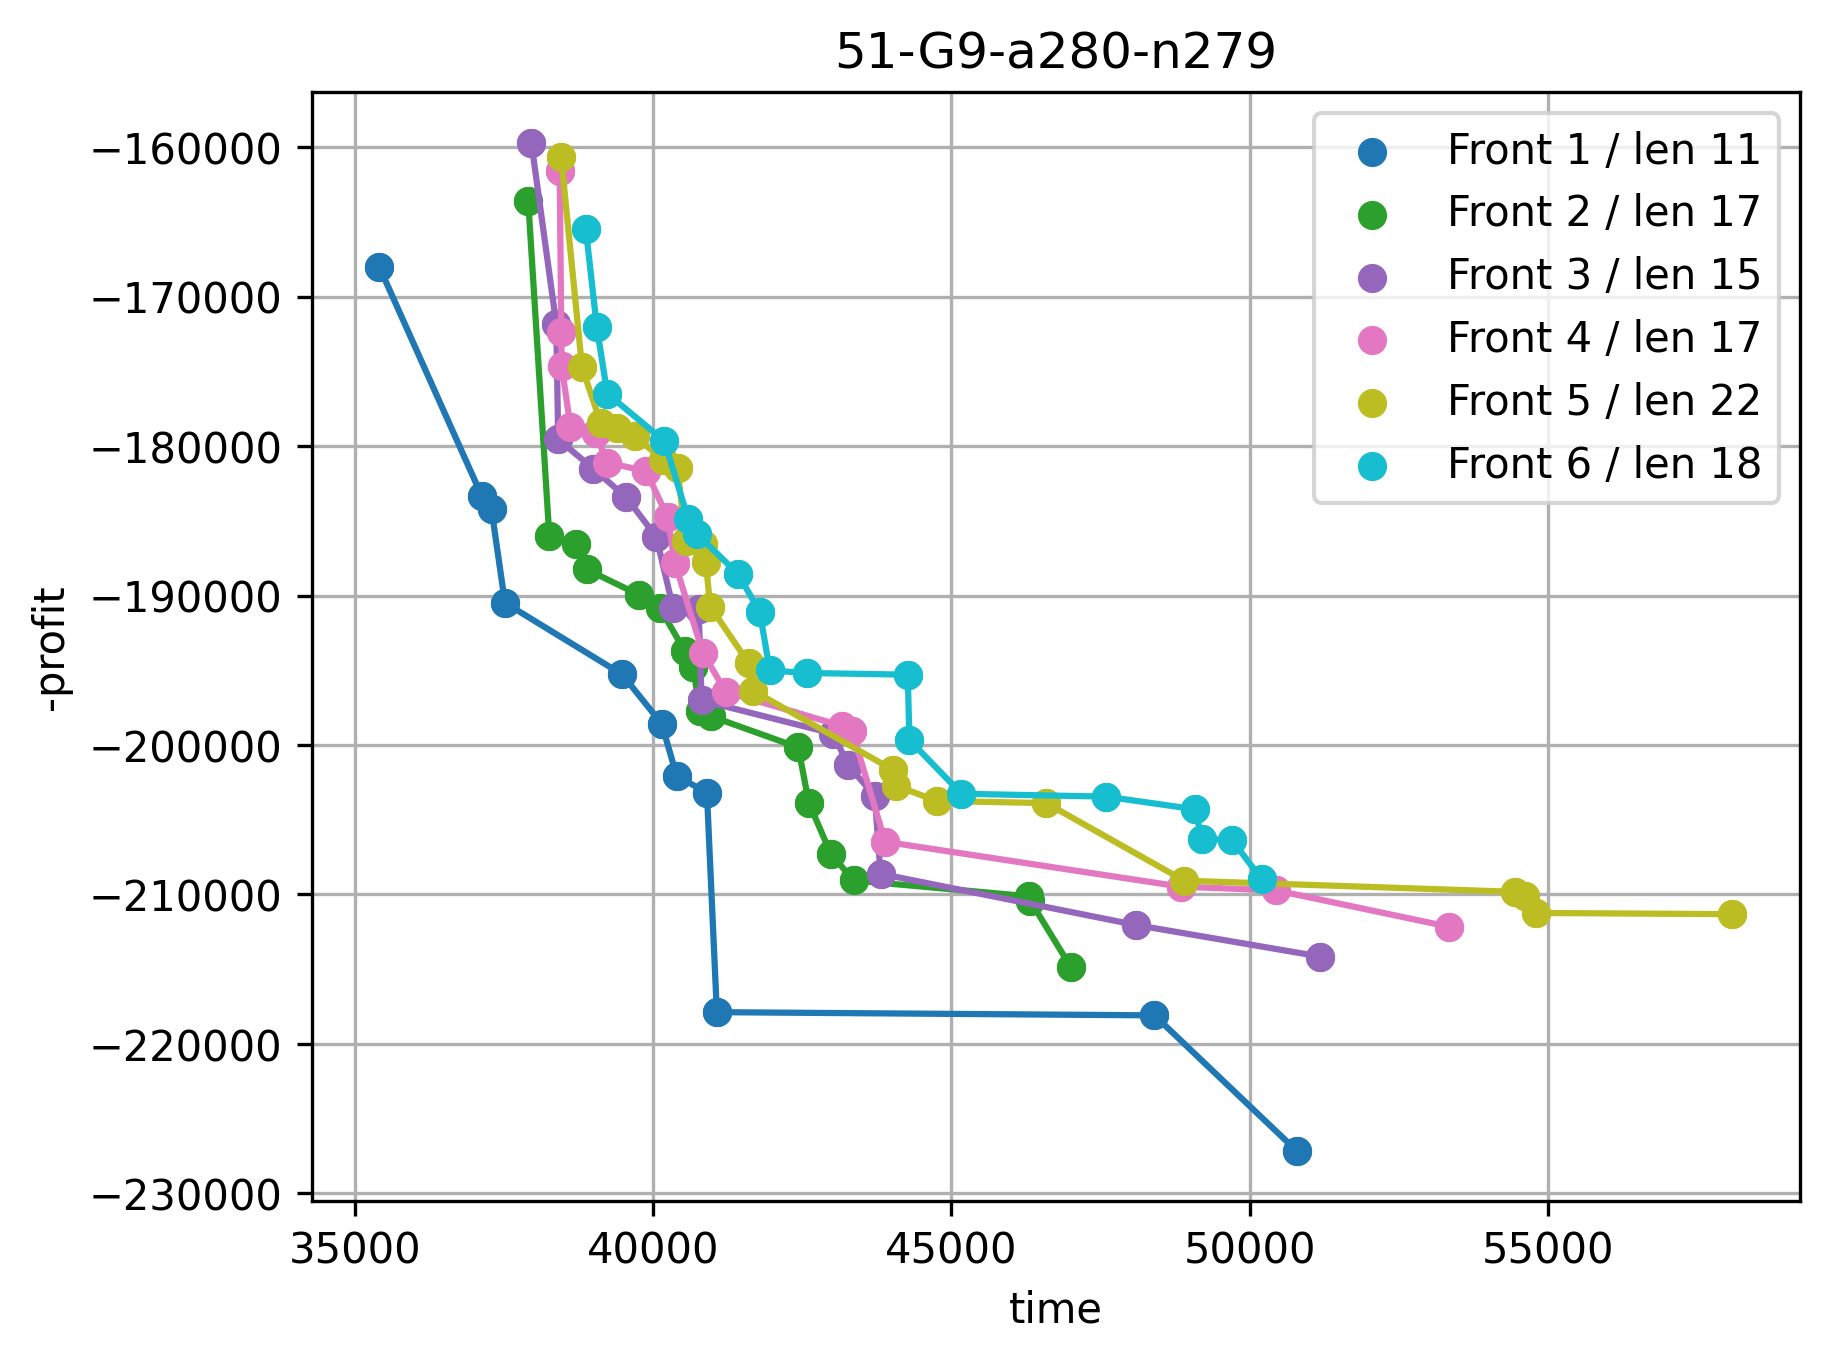 51-G9-a280-n279
Front 1 / len 11
Front 2 / len 17
Front 3 / len 15
Front 4 / len 17
Front 5 / len 22
Front 6 / len 18
−160000
−170000
−180000
−190000
−200000
−210000
−220000
−230000
-profit
35000 40000 45000 50000 55000
time